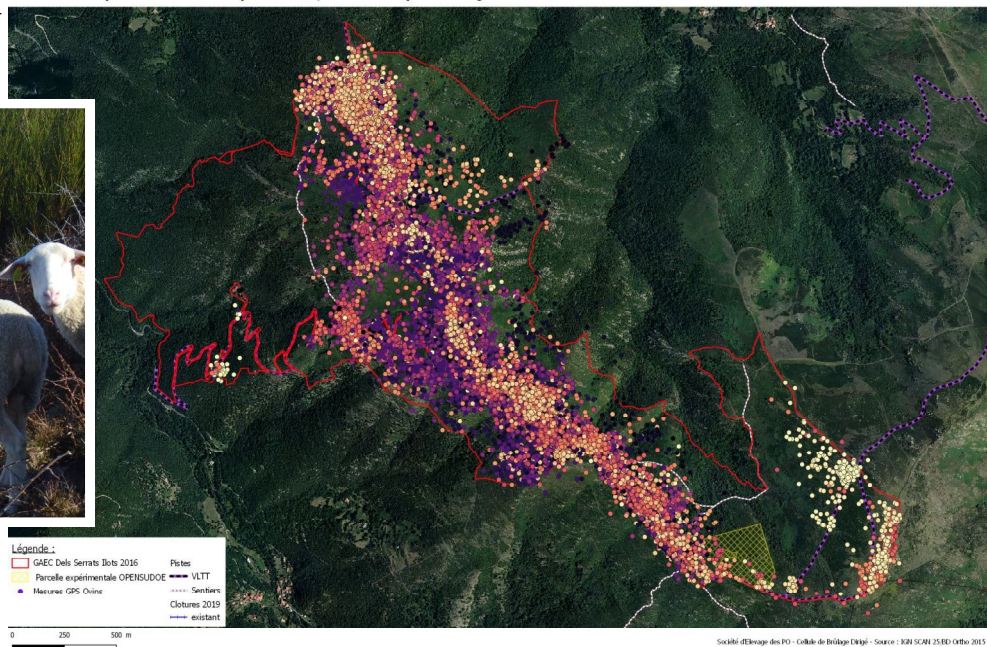 Légende :
GAEC Dels Serrats Ilots 2016
Parcelle expérimentale OPENSUDOE
Mesures GPS Ovins
Pistes
VLTT
Sentiers
Clotures 2019
existant
0 250 500 m
Société d'Elevage des PO - Cellule de Brûlage Dirigé - Source : IGN SCAN 25/BD Ortho 2015